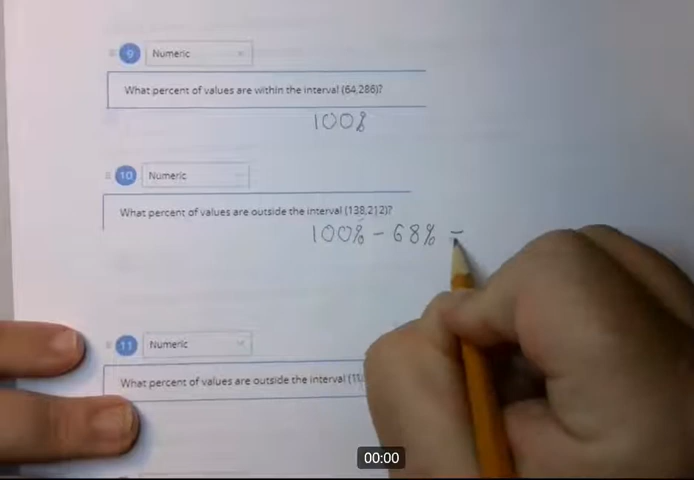 9 Numeric
What percent of values are within the interval (64,286)?
100%
10 Numeric
What percent of values are outside the interval (138,212)?
100% - 68% =
11 Numeric
What percent of values are outside the interval
00:00